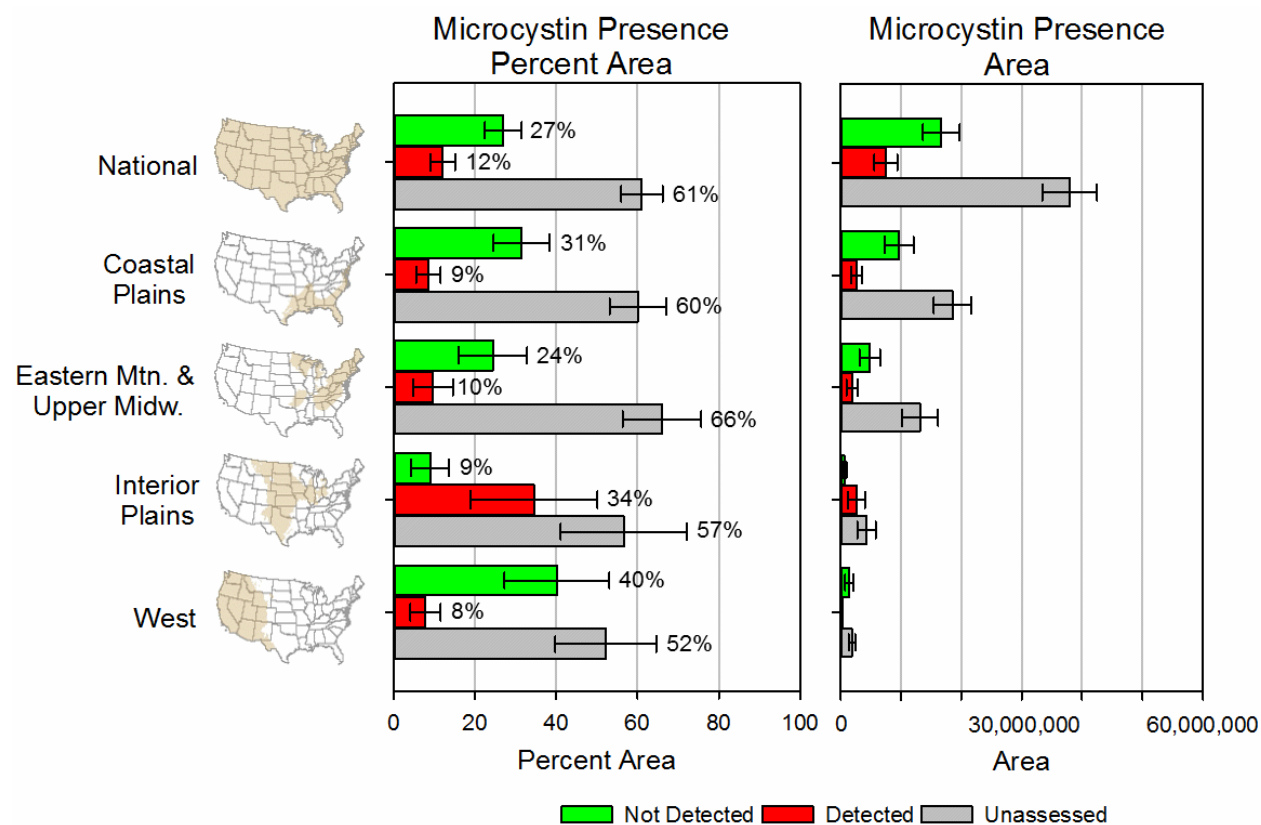 Microcystin Presence
Percent Area
Microcystin Presence
Area
National
27%
12%
61%
Coastal
Plains
31%
9%
60%
Eastern Mtn. &
Upper Midw.
24%
10%
66%
Interior
Plains
9%
34%
57%
West
40%
8%
52%
0 20 40 60 80 100
0 30,000,000 60,000,000
Percent Area
Area
Not Detected Detected Unassessed